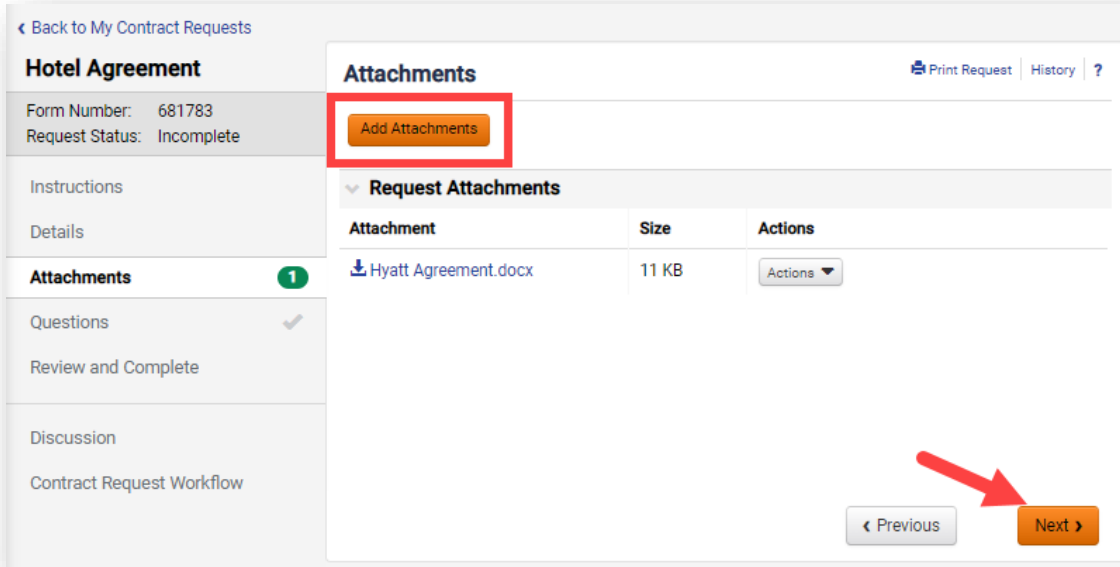 Back to My Contract Requests
Hotel Agreement
Form Number: 681783
Request Status: Incomplete
Instructions
Details
Attachments 1
Questions
Review and Complete
Discussion
Contract Request Workflow
Attachments
Print Request History ?
Add Attachments
Request Attachments
Attachment Size Actions
Hyatt Agreement.docx 11 KB Actions
Previous Next